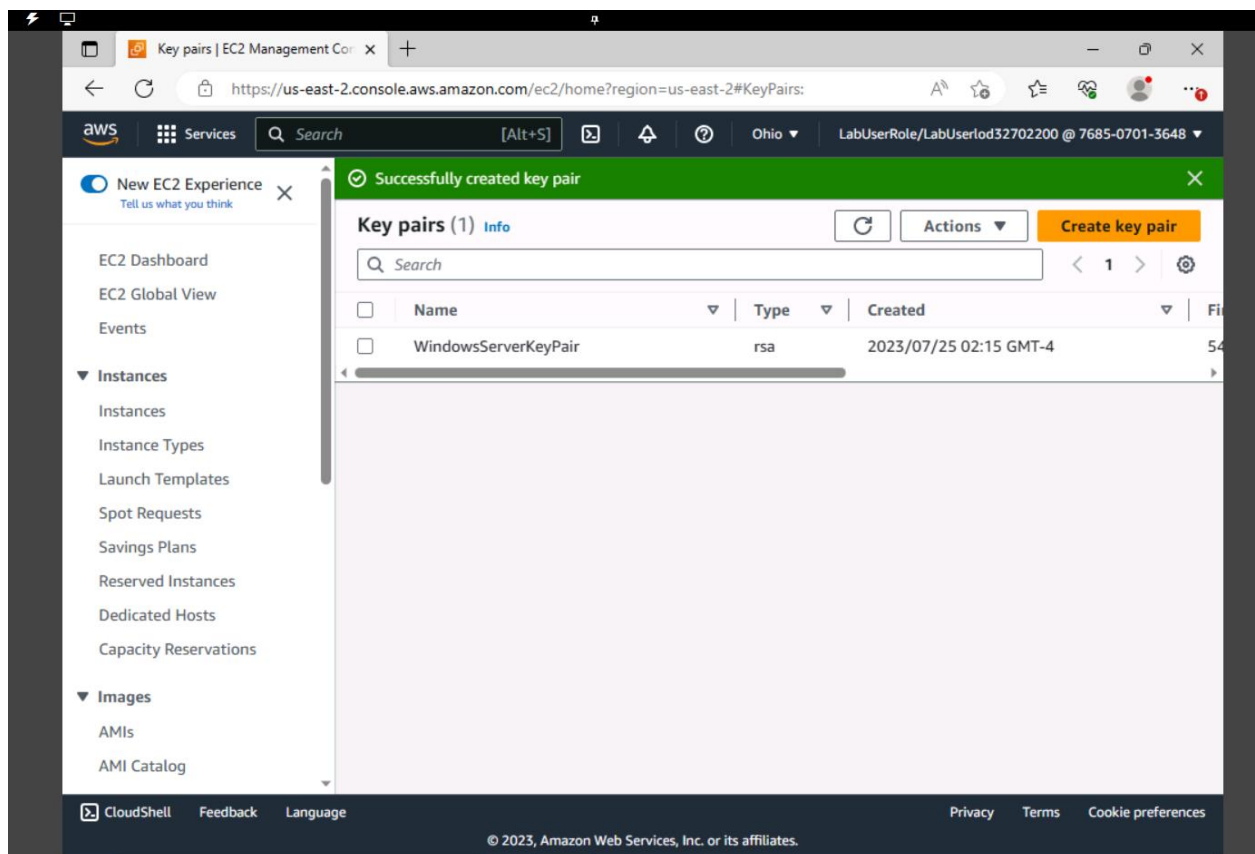 Key pairs | EC2 Management Con
https://us-east-2.console.aws.amazon.com/ec2/home?region=us-east-2#KeyPairs:
aws Services Search [Alt+S] Ohio LabUserRole/LabUserlod32702200 @ 7685-0701-3648
New EC2 Experience
Tell us what you think
EC2 Dashboard
EC2 Global View
Events
Instances
Instances
Instance Types
Launch Templates
Spot Requests
Savings Plans
Reserved Instances
Dedicated Hosts
Capacity Reservations
Images
AMIs
AMI Catalog
Successfully created key pair
Key pairs (1) Info Actions Create key pair
Search 1
Name Type Created Fi
WindowsServerKeyPair rsa 2023/07/25 02:15 GMT-4 54
CloudShell Feedback Language Privacy Terms Cookie preferences
© 2023, Amazon Web Services, Inc. or its affiliates.